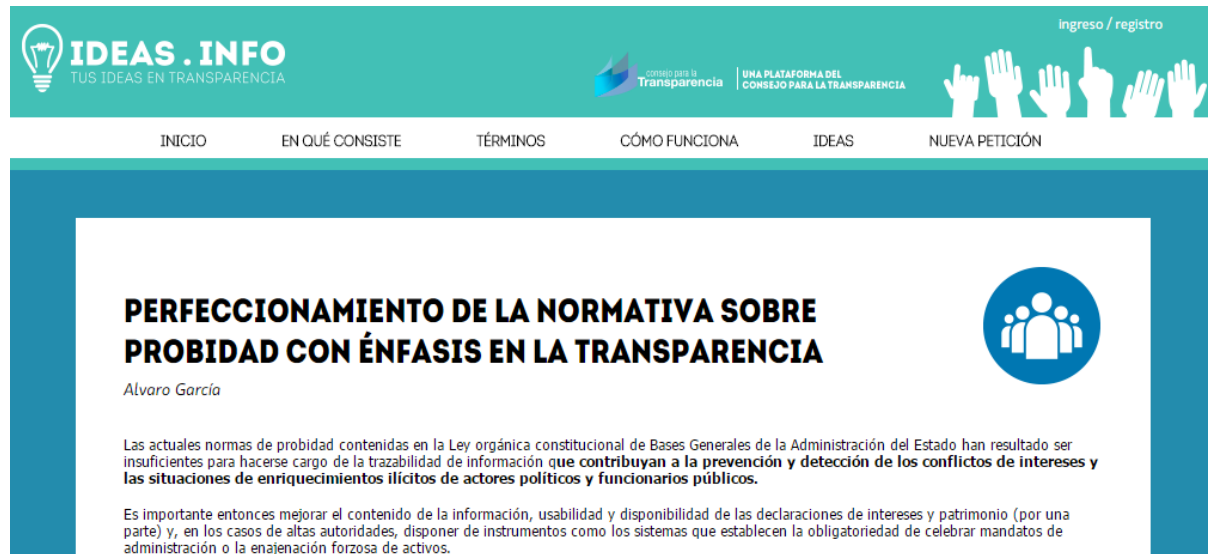 ingreso / registro
IDEAS . INFO
TUS IDEAS EN TRANSPARENCIA
consejo para la
Transparencia
UNA PLATAFORMA DEL
CONSEJO PARA LA TRANSPARENCIA
INICIO EN QUÉ CONSISTE TÉRMINOS CÓMO FUNCIONA IDEAS NUEVA PETICIÓN
PERFECCIONAMIENTO DE LA NORMATIVA SOBRE
PROBIDAD CON ÉNFASIS EN LA TRANSPARENCIA
Alvaro García
Las actuales normas de probidad contenidas en la Ley orgánica constitucional de Bases Generales de la Administración del Estado han resultado ser
insuficientes para hacerse cargo de la trazabilidad de información que contribuyan a la prevención y detección de los conflictos de intereses y
las situaciones de enriquecimientos ilícitos de actores políticos y funcionarios públicos.
Es importante entonces mejorar el contenido de la información, usabilidad y disponibilidad de las declaraciones de intereses y patrimonio (por una
parte) y, en los casos de altas autoridades, disponer de instrumentos como los sistemas que establecen la obligatoriedad de celebrar mandatos de
administración o la enajenación forzosa de activos.